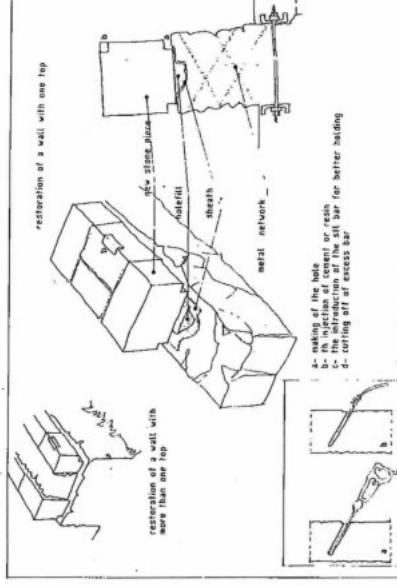 restoration of a wall with one top
b
a
new stone piece
holefill
sheath
metal network
restoration of a wall with
more than one top
a- making of the hole
b- th injection of cement or resin
c- the introduction of the stl bar for better holding
d- cutting off of excess bar
a
b